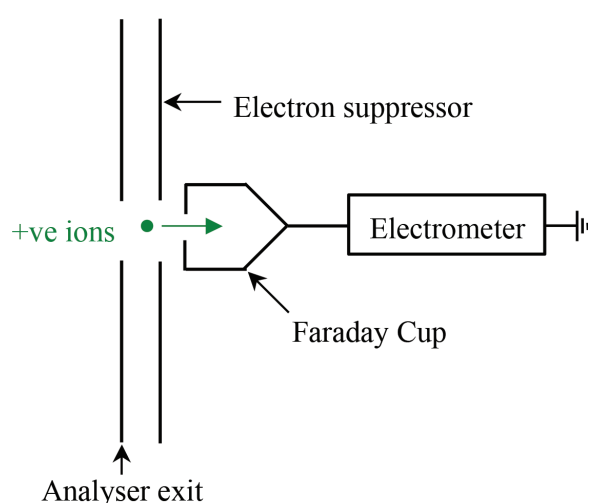 Electron suppressor
+ve ions
Electrometer
Faraday Cup
Analyser exit